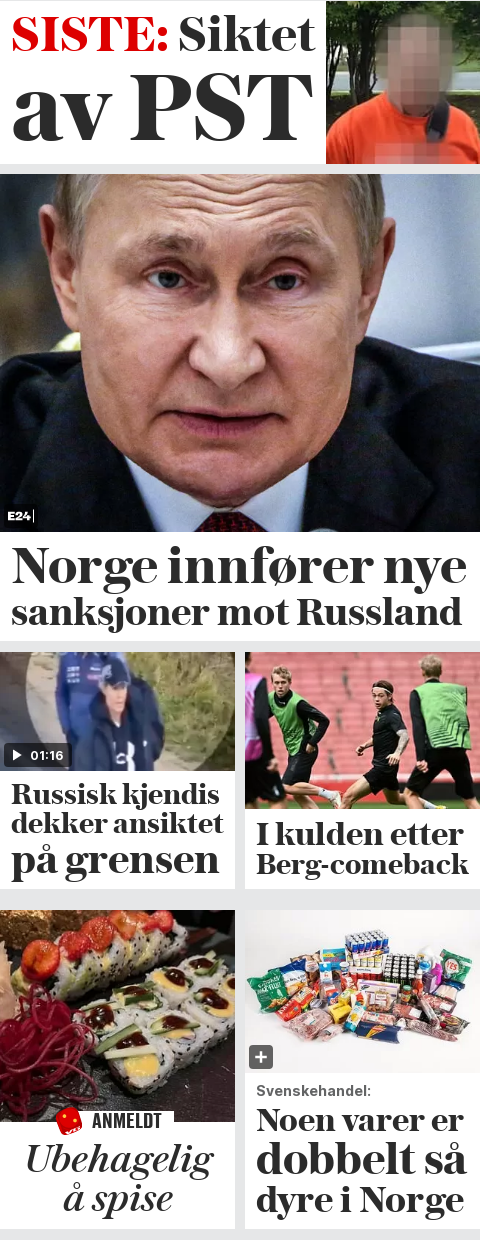 SISTE: Siktet
av PST
E24
Norge innfører nye
sanksjoner mot Russland
01:16
Russisk kjendis
dekker ansiktet
på grensen
I kulden etter
Berg-comeback
ANMELDT
Ubehagelig
å spise
Svenskehandel:
Noen varer er
dobbelt så
dyre i Norge